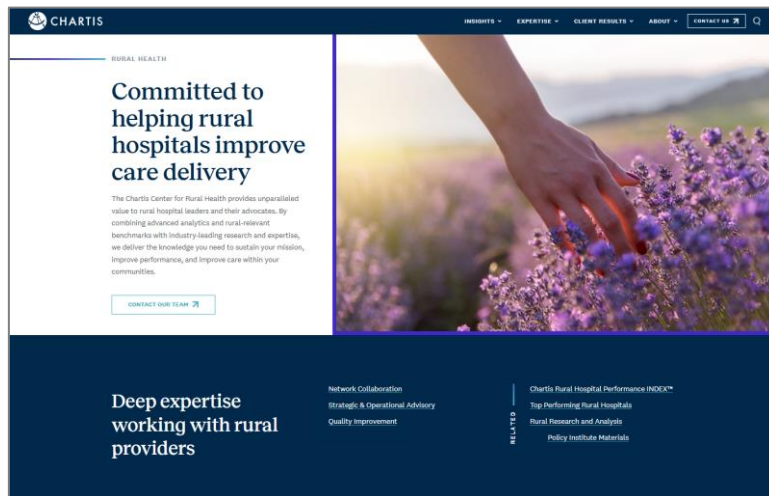 CHARTIS
INSIGHTS
EXPERTISE
CLIENT RESULTS
ABOUT
CONTACT US
RURAL HEALTH
Committed to
helping rural
hospitals improve
care delivery
The Chartis Center for Rural Health provides unparalleled
value to rural hospital leaders and their advocates. By
combining advanced analytics and rural-relevant
benchmarks with industry-leading research and expertise,
we deliver the knowledge you need to sustain your mission,
improve performance, and improve care within your
communities.
CONTACT OUR TEAM
Deep expertise
working with rural
providers
Network Collaboration
Strategic & Operational Advisory
Quality Improvement
RELATED
Chartis Rural Hospital Performance INDEX™
Top Performing Rural Hospitals
Rural Research and Analysis
Policy Institute Materials